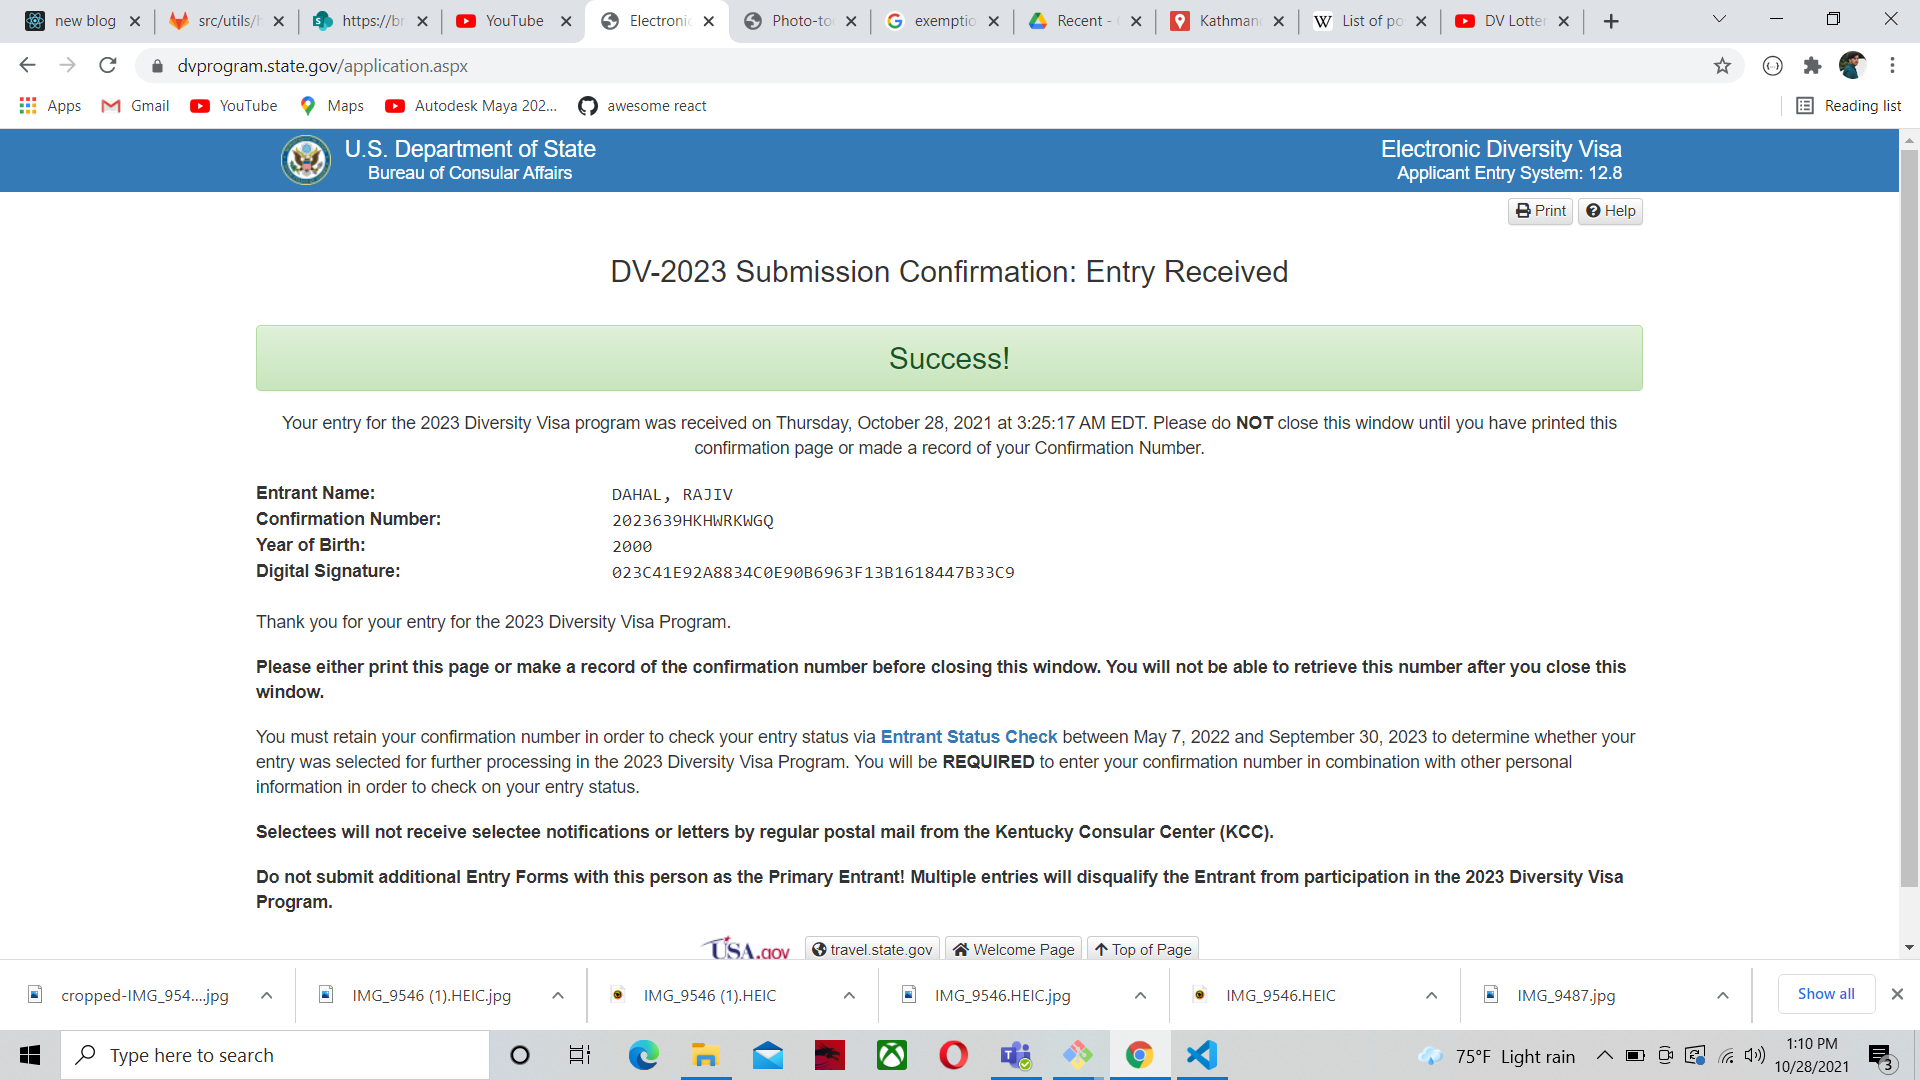 new blog
src/utils/h
https://br
YouTube
Electronic
Photo-to
exemptio
Recent -
Kathman
List of po
DV Lotter
dvprogram.state.gov/application.aspx
Apps
Gmail
YouTube
Maps
Autodesk Maya 202...
awesome react
Reading list
U.S. Department of State
Bureau of Consular Affairs
Electronic Diversity Visa
Applicant Entry System: 12.8
Print
Help
DV-2023 Submission Confirmation: Entry Received
Success!
Your entry for the 2023 Diversity Visa program was received on Thursday, October 28, 2021 at 3:25:17 AM EDT. Please do NOT close this window until you have printed this
confirmation page or made a record of your Confirmation Number.
Entrant Name: DAHAL, RAJIV
Confirmation Number: 2023639HKHWRKWGQ
Year of Birth: 2000
Digital Signature: 023C41E92A8834C0E90B6963F13B1618447B33C9
Thank you for your entry for the 2023 Diversity Visa Program.
Please either print this page or make a record of the confirmation number before closing this window. You will not be able to retrieve this number after you close this
window.
You must retain your confirmation number in order to check your entry status via Entrant Status Check between May 7, 2022 and September 30, 2023 to determine whether your
entry was selected for further processing in the 2023 Diversity Visa Program. You will be REQUIRED to enter your confirmation number in combination with other personal
information in order to check on your entry status.
Selectees will not receive selectee notifications or letters by regular postal mail from the Kentucky Consular Center (KCC).
Do not submit additional Entry Forms with this person as the Primary Entrant! Multiple entries will disqualify the Entrant from participation in the 2023 Diversity Visa
Program.
USA.gov
travel.state.gov
Welcome Page
Top of Page
cropped-IMG_954....jpg
IMG_9546 (1).HEIC.jpg
IMG_9546 (1).HEIC
IMG_9546.HEIC.jpg
IMG_9546.HEIC
IMG_9487.jpg
Show all
Type here to search
75°F Light rain
1:10 PM
10/28/2021
3